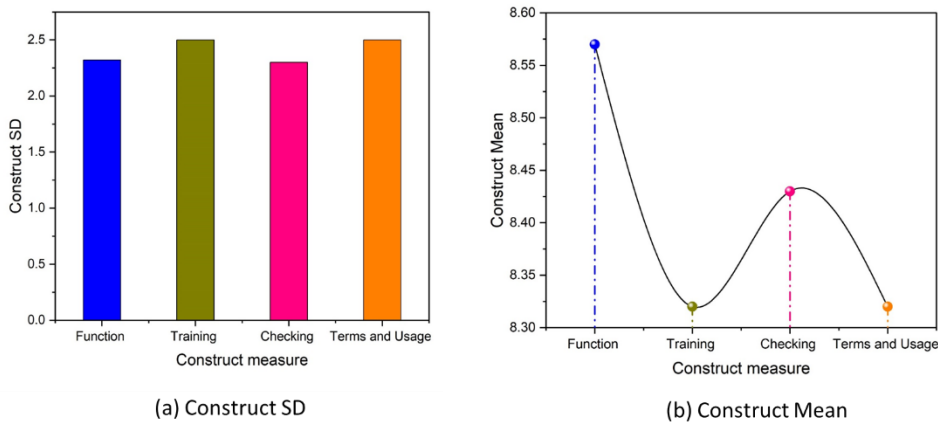 Construct SD
2.5
2.0
1.5
1.0
0.5
0.0
Function Training Checking Terms and Usage
Construct measure
(a) Construct SD
Construct Mean
8.60
8.55
8.50
8.45
8.40
8.35
8.30
Function Training Checking Terms and Usage
Construct measure
(b) Construct Mean